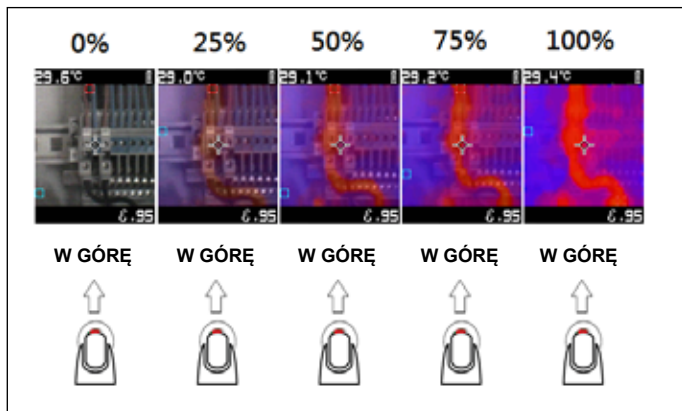 0% 25% 50% 75% 100%
29.6°C 29.0°C 29.1°C 29.2°C 29.4°C
ε.95 ε.95 ε.95 ε.95 ε.95
W GÓRĘ W GÓRĘ W GÓRĘ W GÓRĘ W GÓRĘ